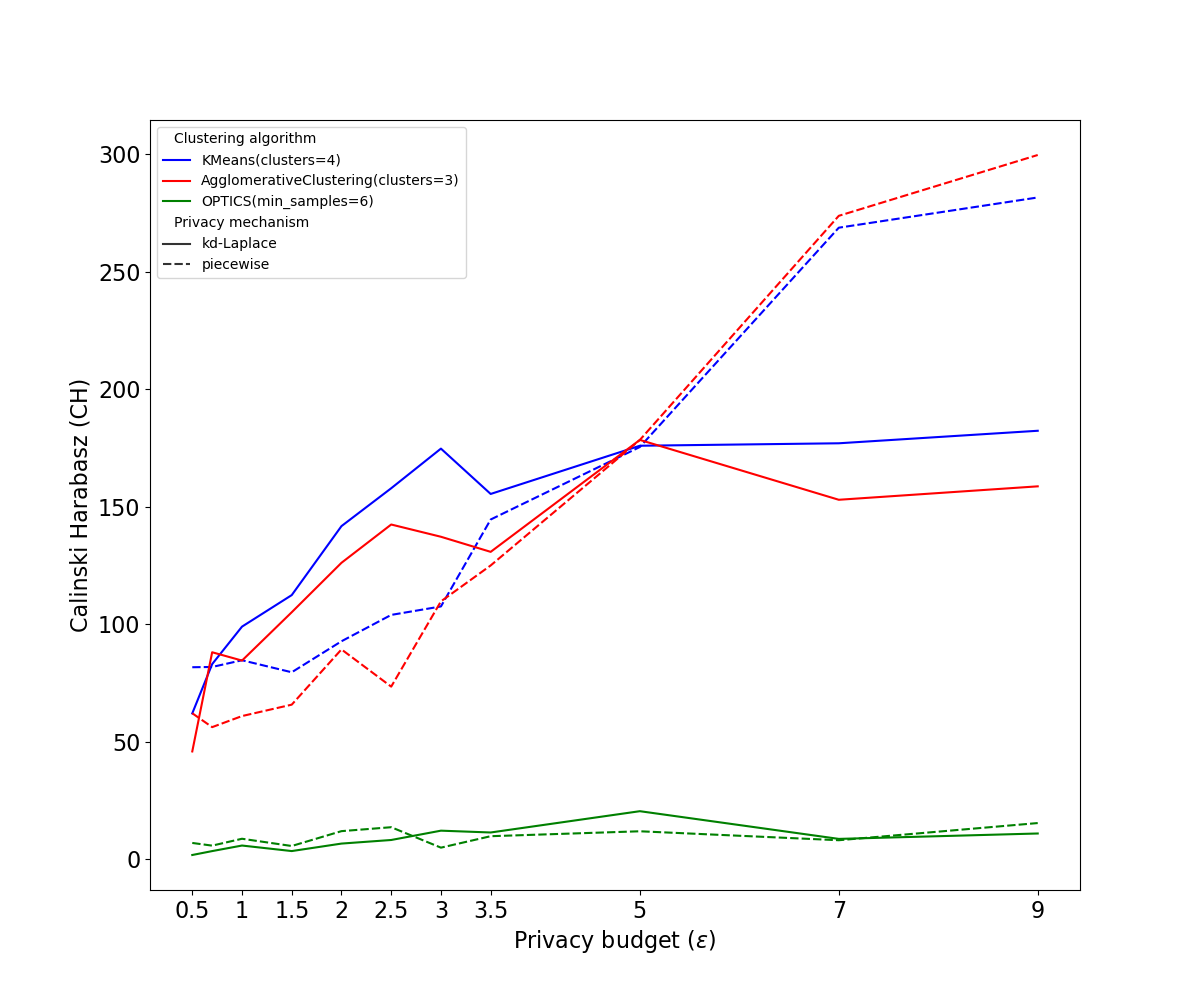 Clustering algorithm
KMeans(clusters=4)
AgglomerativeClustering(clusters=3)
OPTICS(min_samples=6)
Privacy mechanism
kd-Laplace
piecewise
300
250
200
150
100
50
0
Calinski Harabasz (CH)
0.5 1 1.5 2 2.5 3 3.5 5 7 9
Privacy budget (ε)